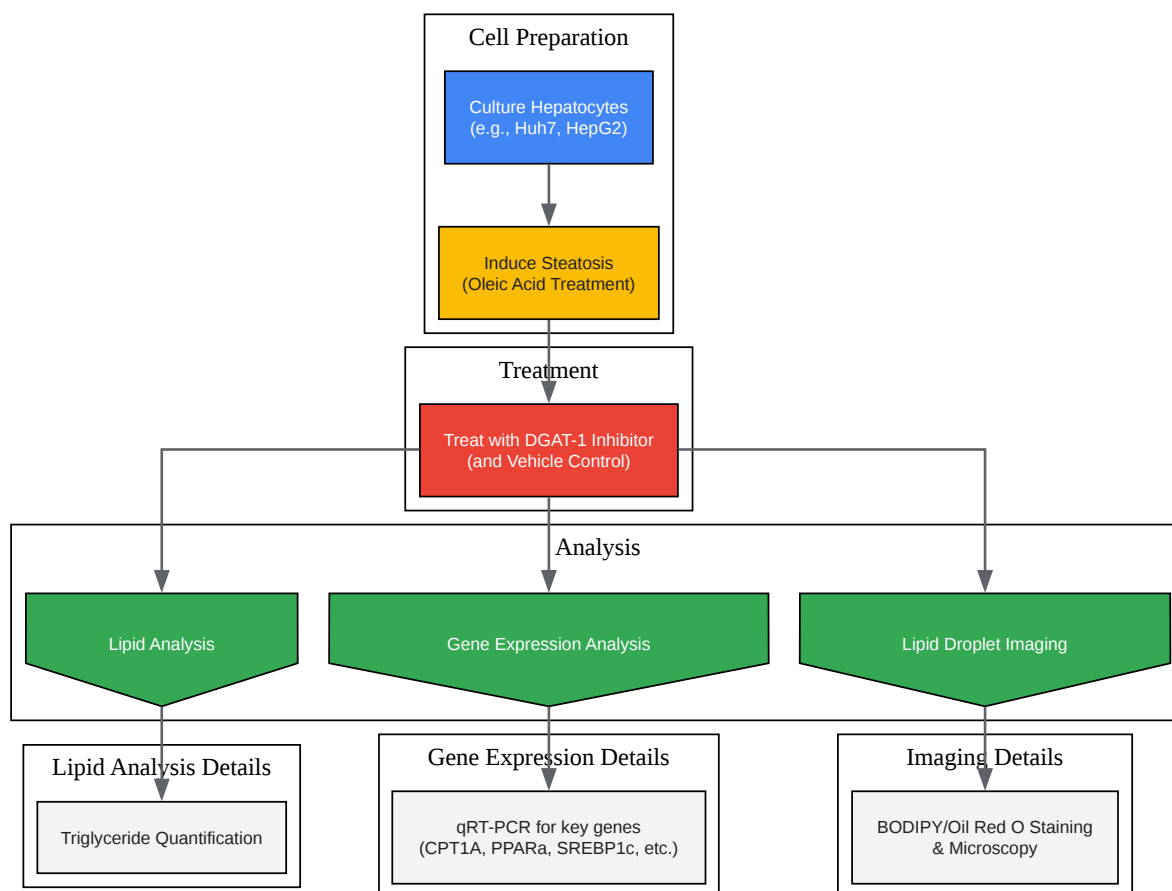 Cell Preparation
Culture Hepatocytes
(e.g., Huh7, HepG2)
Induce Steatosis
(Oleic Acid Treatment)
Treatment
Treat with DGAT-1 Inhibitor
(and Vehicle Control)
Analysis
Lipid Analysis
Gene Expression Analysis
Lipid Droplet Imaging
Lipid Analysis Details
Triglyceride Quantification
Gene Expression Details
qRT-PCR for key genes
(CPT1A, PPARa, SREBP1c, etc.)
Imaging Details
BODIPY/Oil Red O Staining
& Microscopy